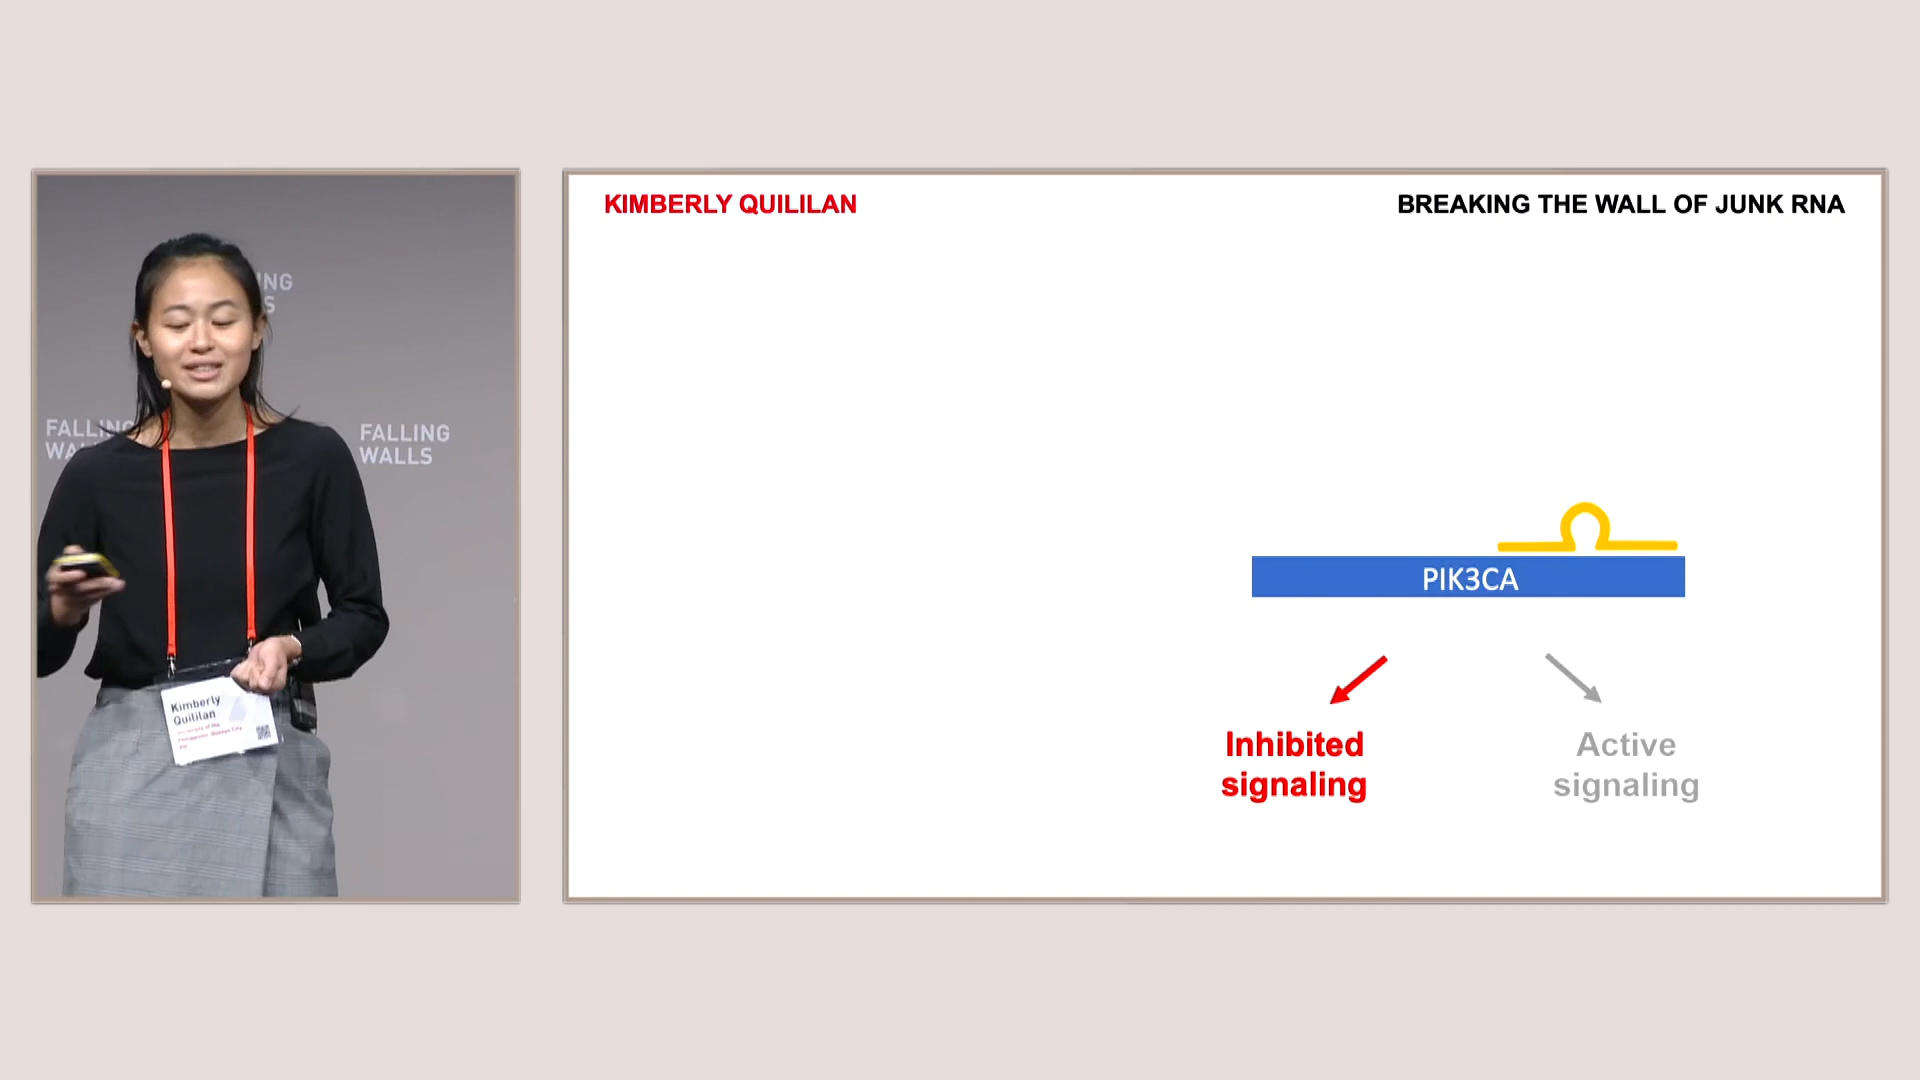 KIMBERLY QUILILAN
BREAKING THE WALL OF JUNK RNA
FALLING
WALLS
PIK3CA
Inhibited
signaling
Active
signaling
Kimberly
Quililan